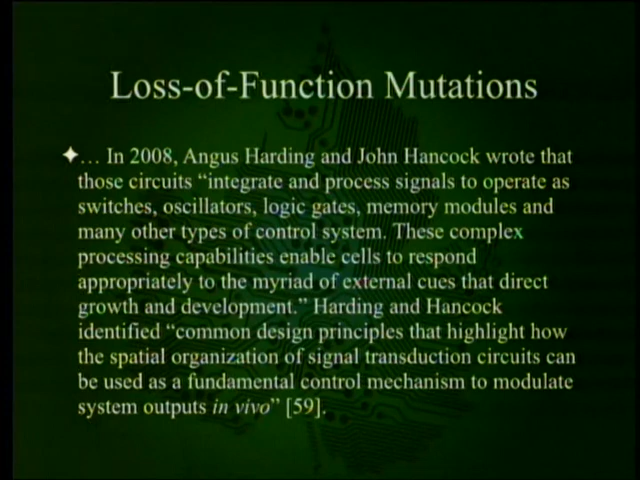 Loss-of-Function Mutations
✦… In 2008, Angus Harding and John Hancock wrote that
those circuits “integrate and process signals to operate as
switches, oscillators, logic gates, memory modules and
many other types of control system. These complex
processing capabilities enable cells to respond
appropriately to the myriad of external cues that direct
growth and development.” Harding and Hancock
identified “common design principles that highlight how
the spatial organization of signal transduction circuits can
be used as a fundamental control mechanism to modulate
system outputs in vivo” [59].